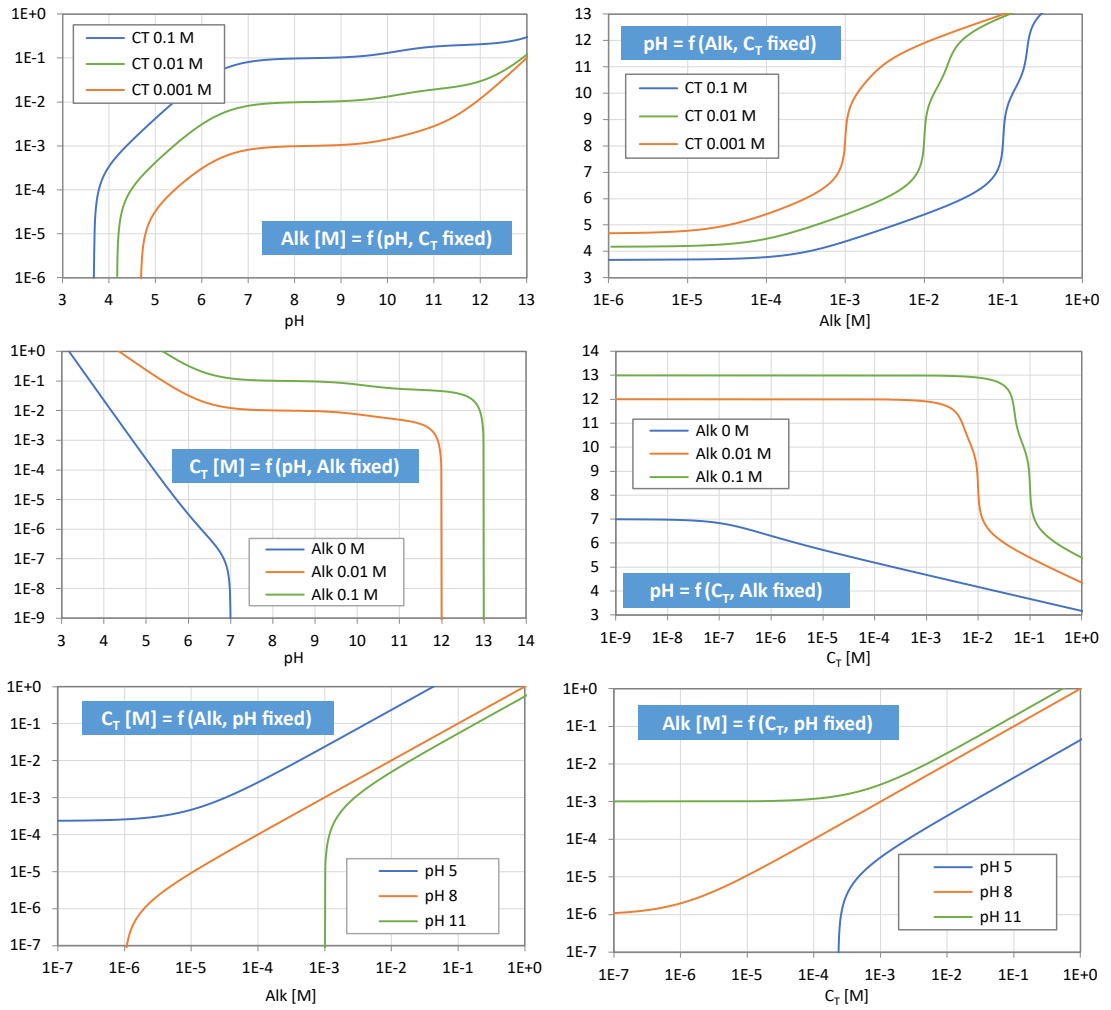 CT 0.1 M
CT 0.01 M
CT 0.001 M
Alk [M] = f (pH, C_T fixed)
1E+0
1E-1
1E-2
1E-3
1E-4
1E-5
1E-6
3 4 5 6 7 8 9 10 11 12 13
pH
pH = f (Alk, C_T fixed)
CT 0.1 M
CT 0.01 M
CT 0.001 M
13
12
11
10
9
8
7
6
5
4
3
1E-6 1E-5 1E-4 1E-3 1E-2 1E-1 1E+0
Alk [M]
1E+0
1E-1
1E-2
1E-3
1E-4
1E-5
1E-6
1E-7
1E-8
1E-9
C_T [M] = f (pH, Alk fixed)
Alk 0 M
Alk 0.01 M
Alk 0.1 M
3 4 5 6 7 8 9 10 11 12 13 14
pH
14
13
12
11
10
9
8
7
6
5
4
3
Alk 0 M
Alk 0.01 M
Alk 0.1 M
pH = f (C_T, Alk fixed)
1E-9 1E-8 1E-7 1E-6 1E-5 1E-4 1E-3 1E-2 1E-1 1E+0
C_T [M]
1E+0
1E-1
1E-2
1E-3
1E-4
1E-5
1E-6
1E-7
C_T [M] = f (Alk, pH fixed)
pH 5
pH 8
pH 11
1E-7 1E-6 1E-5 1E-4 1E-3 1E-2 1E-1 1E+0
Alk [M]
1E+0
1E-1
1E-2
1E-3
1E-4
1E-5
1E-6
1E-7
Alk [M] = f (C_T, pH fixed)
pH 5
pH 8
pH 11
1E-7 1E-6 1E-5 1E-4 1E-3 1E-2 1E-1 1E+0
C_T [M]